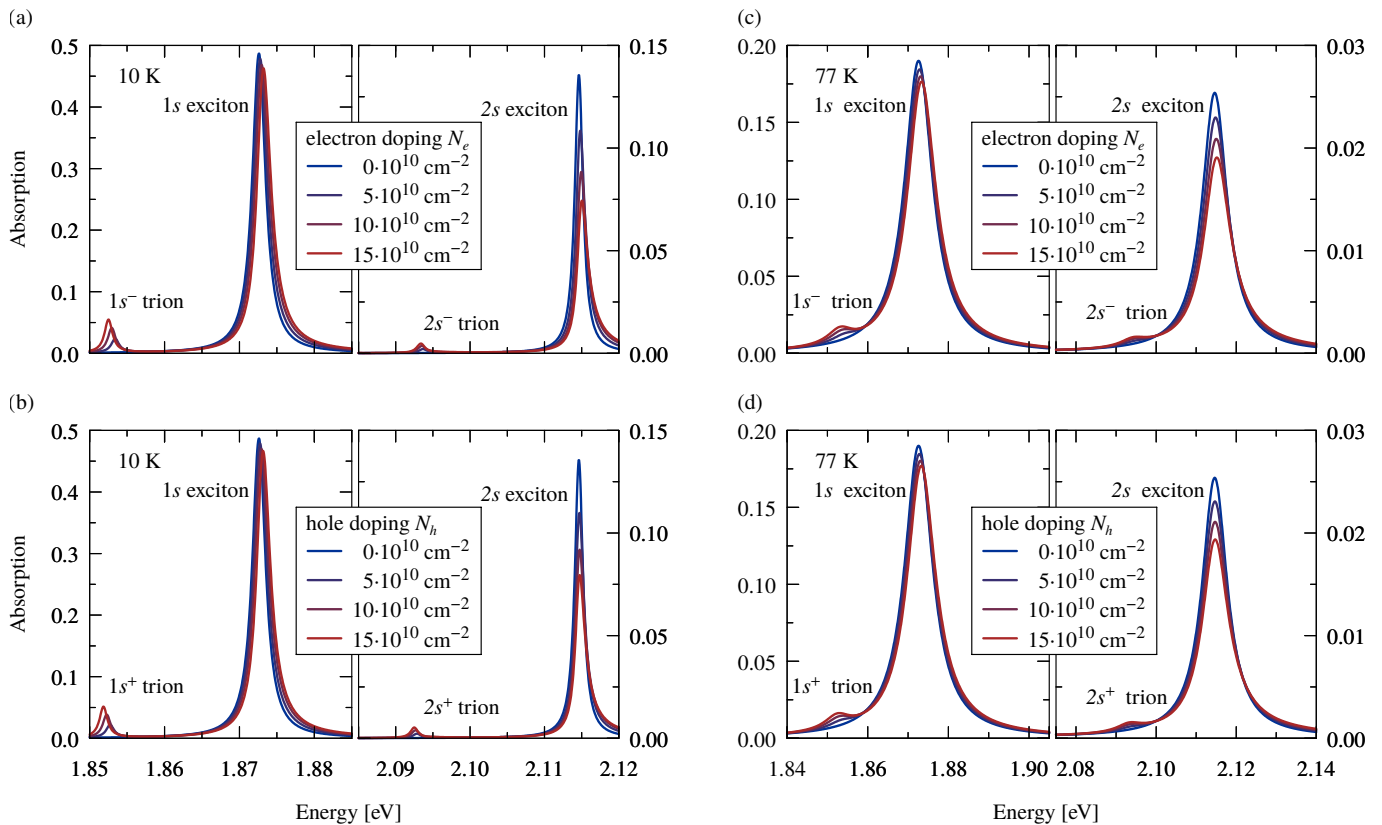 (a)
10 K
1s exciton
2s exciton
electron doping Nₑ
0·10¹⁰ cm⁻²
5·10¹⁰ cm⁻²
10·10¹⁰ cm⁻²
15·10¹⁰ cm⁻²
1s⁻ trion
2s⁻ trion
Absorption
0.5
0.4
0.3
0.2
0.1
0.0
0.15
0.10
0.05
0.00
(c)
77 K
1s exciton
2s exciton
electron doping Nₑ
0·10¹⁰ cm⁻²
5·10¹⁰ cm⁻²
10·10¹⁰ cm⁻²
15·10¹⁰ cm⁻²
1s⁻ trion
2s⁻ trion
0.20
0.15
0.10
0.05
0.00
0.03
0.02
0.01
0.00
(b)
10 K
1s exciton
2s exciton
hole doping Nₕ
0·10¹⁰ cm⁻²
5·10¹⁰ cm⁻²
10·10¹⁰ cm⁻²
15·10¹⁰ cm⁻²
1s⁺ trion
2s⁺ trion
Absorption
0.5
0.4
0.3
0.2
0.1
0.0
0.15
0.10
0.05
0.00
1.85 1.86 1.87 1.88 2.09 2.10 2.11 2.12
Energy [eV]
(d)
77 K
1s exciton
2s exciton
hole doping Nₕ
0·10¹⁰ cm⁻²
5·10¹⁰ cm⁻²
10·10¹⁰ cm⁻²
15·10¹⁰ cm⁻²
1s⁺ trion
2s⁺ trion
0.20
0.15
0.10
0.05
0.00
0.03
0.02
0.01
0.00
1.84 1.86 1.88 1.90 2.08 2.10 2.12 2.14
Energy [eV]